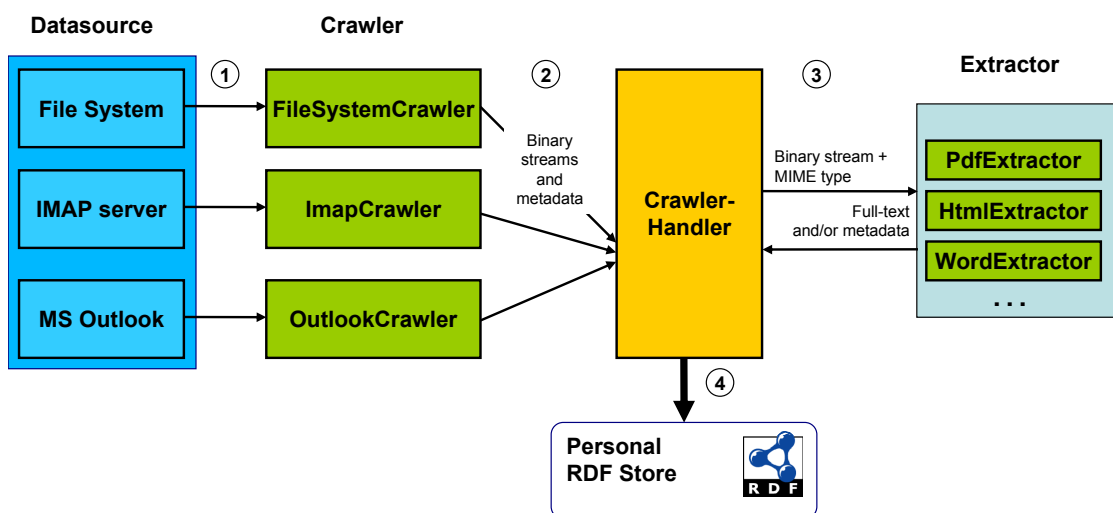 Datasource
Crawler
Extractor
1
2
3
File System
FileSystemCrawler
Binary
streams
and
metadata
IMAP server
ImapCrawler
MS Outlook
OutlookCrawler
Crawler-
Handler
Binary stream +
MIME type
Full-text
and/or metadata
PdfExtractor
HtmlExtractor
WordExtractor
...
4
Personal
RDF Store
RDF